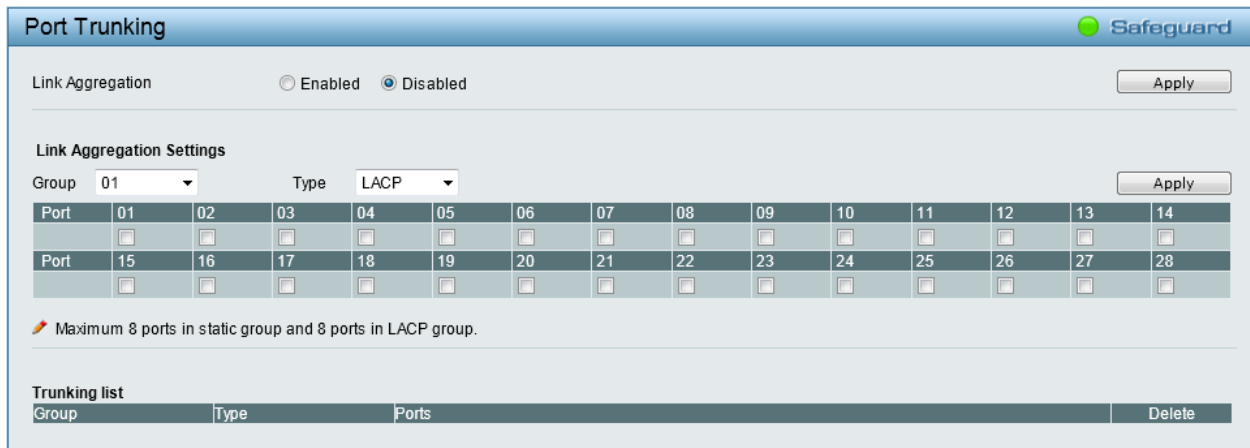 Port Trunking Safeguard
Link Aggregation Enabled Disabled Apply
Link Aggregation Settings
Group 01 Type LACP Apply
Port 01 02 03 04 05 06 07 08 09 10 11 12 13 14
Port 15 16 17 18 19 20 21 22 23 24 25 26 27 28
Maximum 8 ports in static group and 8 ports in LACP group.
Trunking list
Group Type Ports Delete